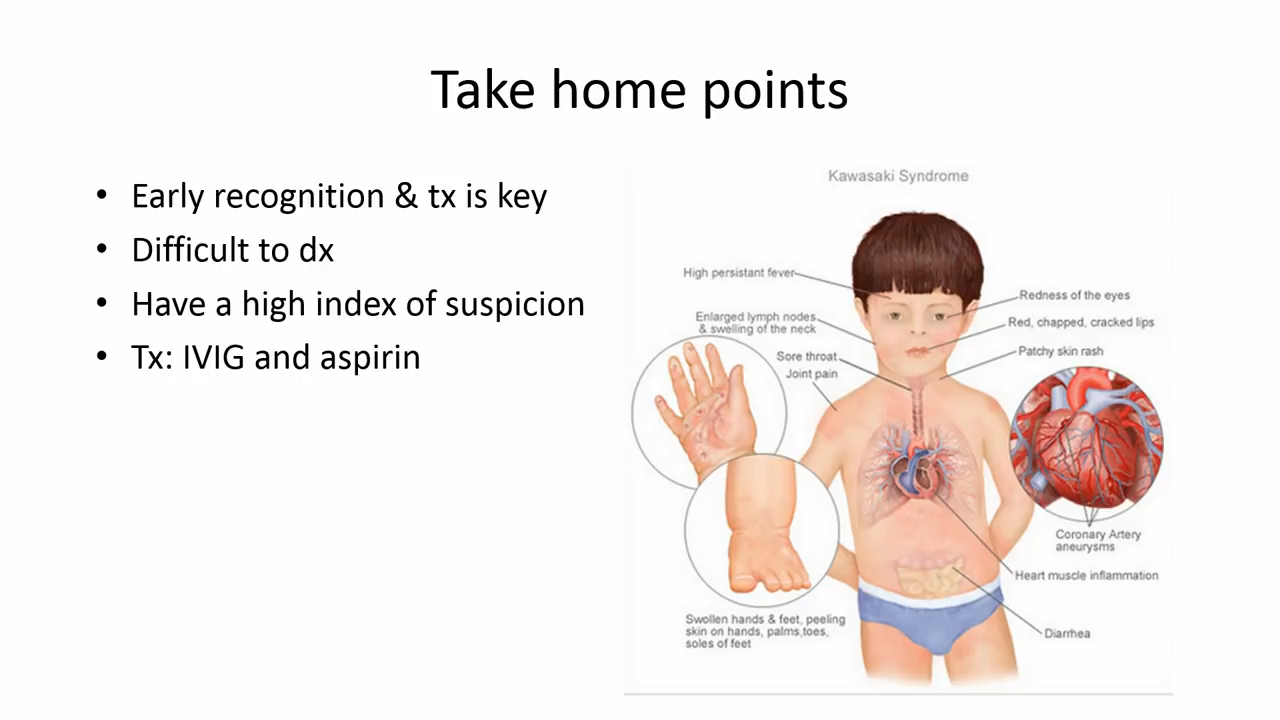 Take home points
• Early recognition & tx is key
• Difficult to dx
• Have a high index of suspicion
• Tx: IVIG and aspirin
Kawasaki Syndrome
High persistant fever
Enlarged lymph nodes
& swelling of the neck
Sore throat
Joint pain
Redness of the eyes
Red, chapped, cracked lips
Patchy skin rash
Coronary Artery
aneurysms
Heart muscle inflammation
Diarrhea
Swollen hands & feet, peeling
skin on hands, palms,toes,
soles of feet